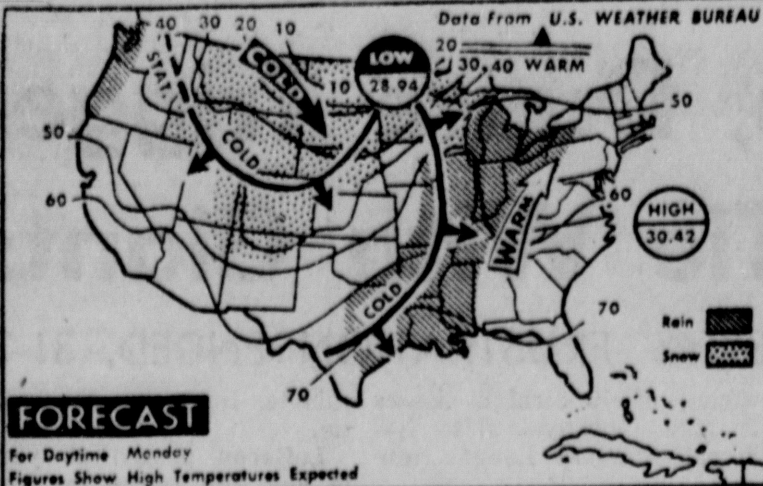 Data From U.S. WEATHER BUREAU
40 30 20 10
20
30 40 WARM
STAT.
COLD
10
LOW
28.94
COLD
50
50
60
60
WARM
HIGH
30.42
COLD
70
70
Rain
Snow
FORECAST
For Daytime Monday
Figures Show High Temperatures Expected